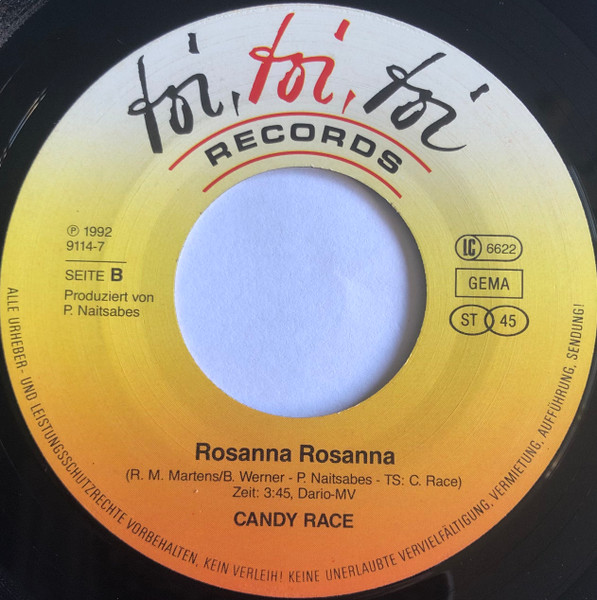 toi, toi, toi
RECORDS
℗ 1992
9114-7
SEITE B
Produziert von
P. Naitsabes
LC 6622
GEMA
ST 45
Rosanna Rosanna
(R. M. Martens/B. Werner - P. Naitsabes - TS: C. Race)
Zeit: 3:45, Dario-MV
CANDY RACE
ALLE URHEBER- UND LEISTUNGSSCHUTZRECHTE VORBEHALTEN, KEIN VERLEIH! KEINE UNERLAUBTE VERVIELFÄLTIGUNG, VERMIETUNG, AUFFÜHRUNG, SENDUNG!